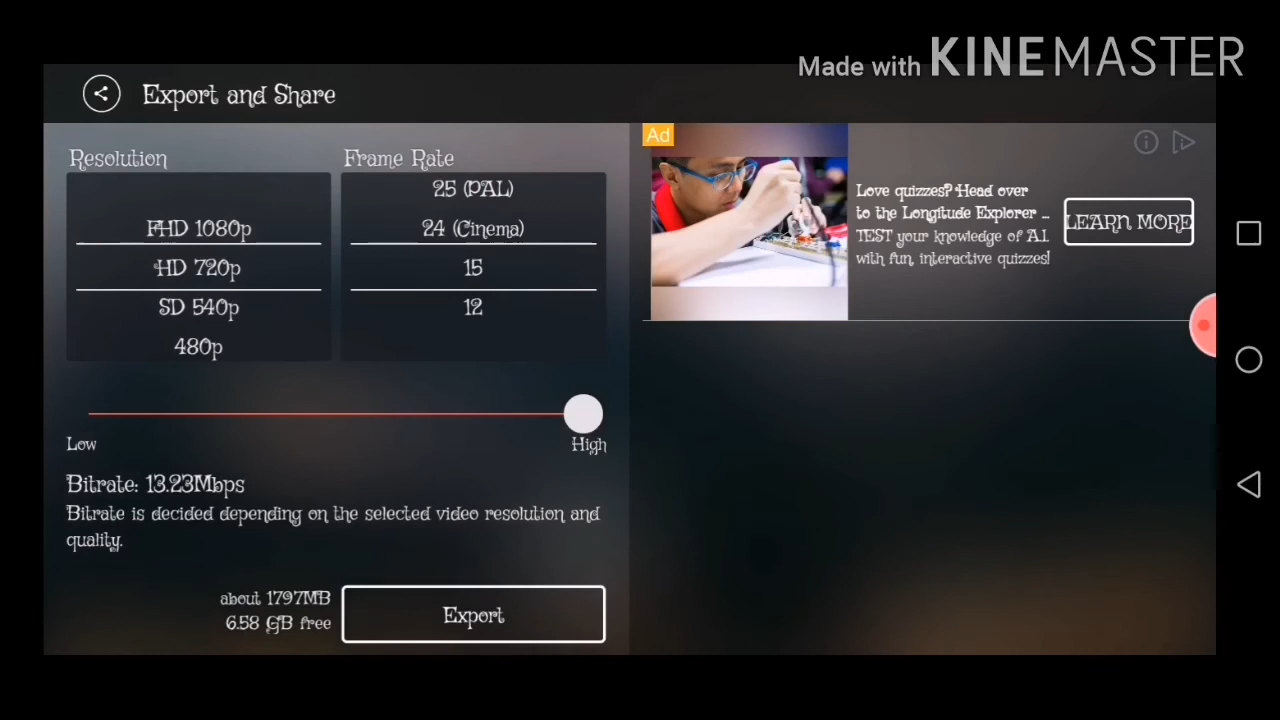 Made with KINEMASTER
Export and Share
Resolution
FHD 1080p
HD 720p
SD 540p
480p
Frame Rate
25 (PAL)
24 (Cinema)
15
12
Low
High
Bitrate: 13.23Mbps
Bitrate is decided depending on the selected video resolution and
quality.
about 1797MB
6.58 GB free
Export
Ad
Love quizzes? Head over
to the Longitude Explorer ...
TEST your knowledge of A.I.
with fun, interactive quizzes!
LEARN MORE